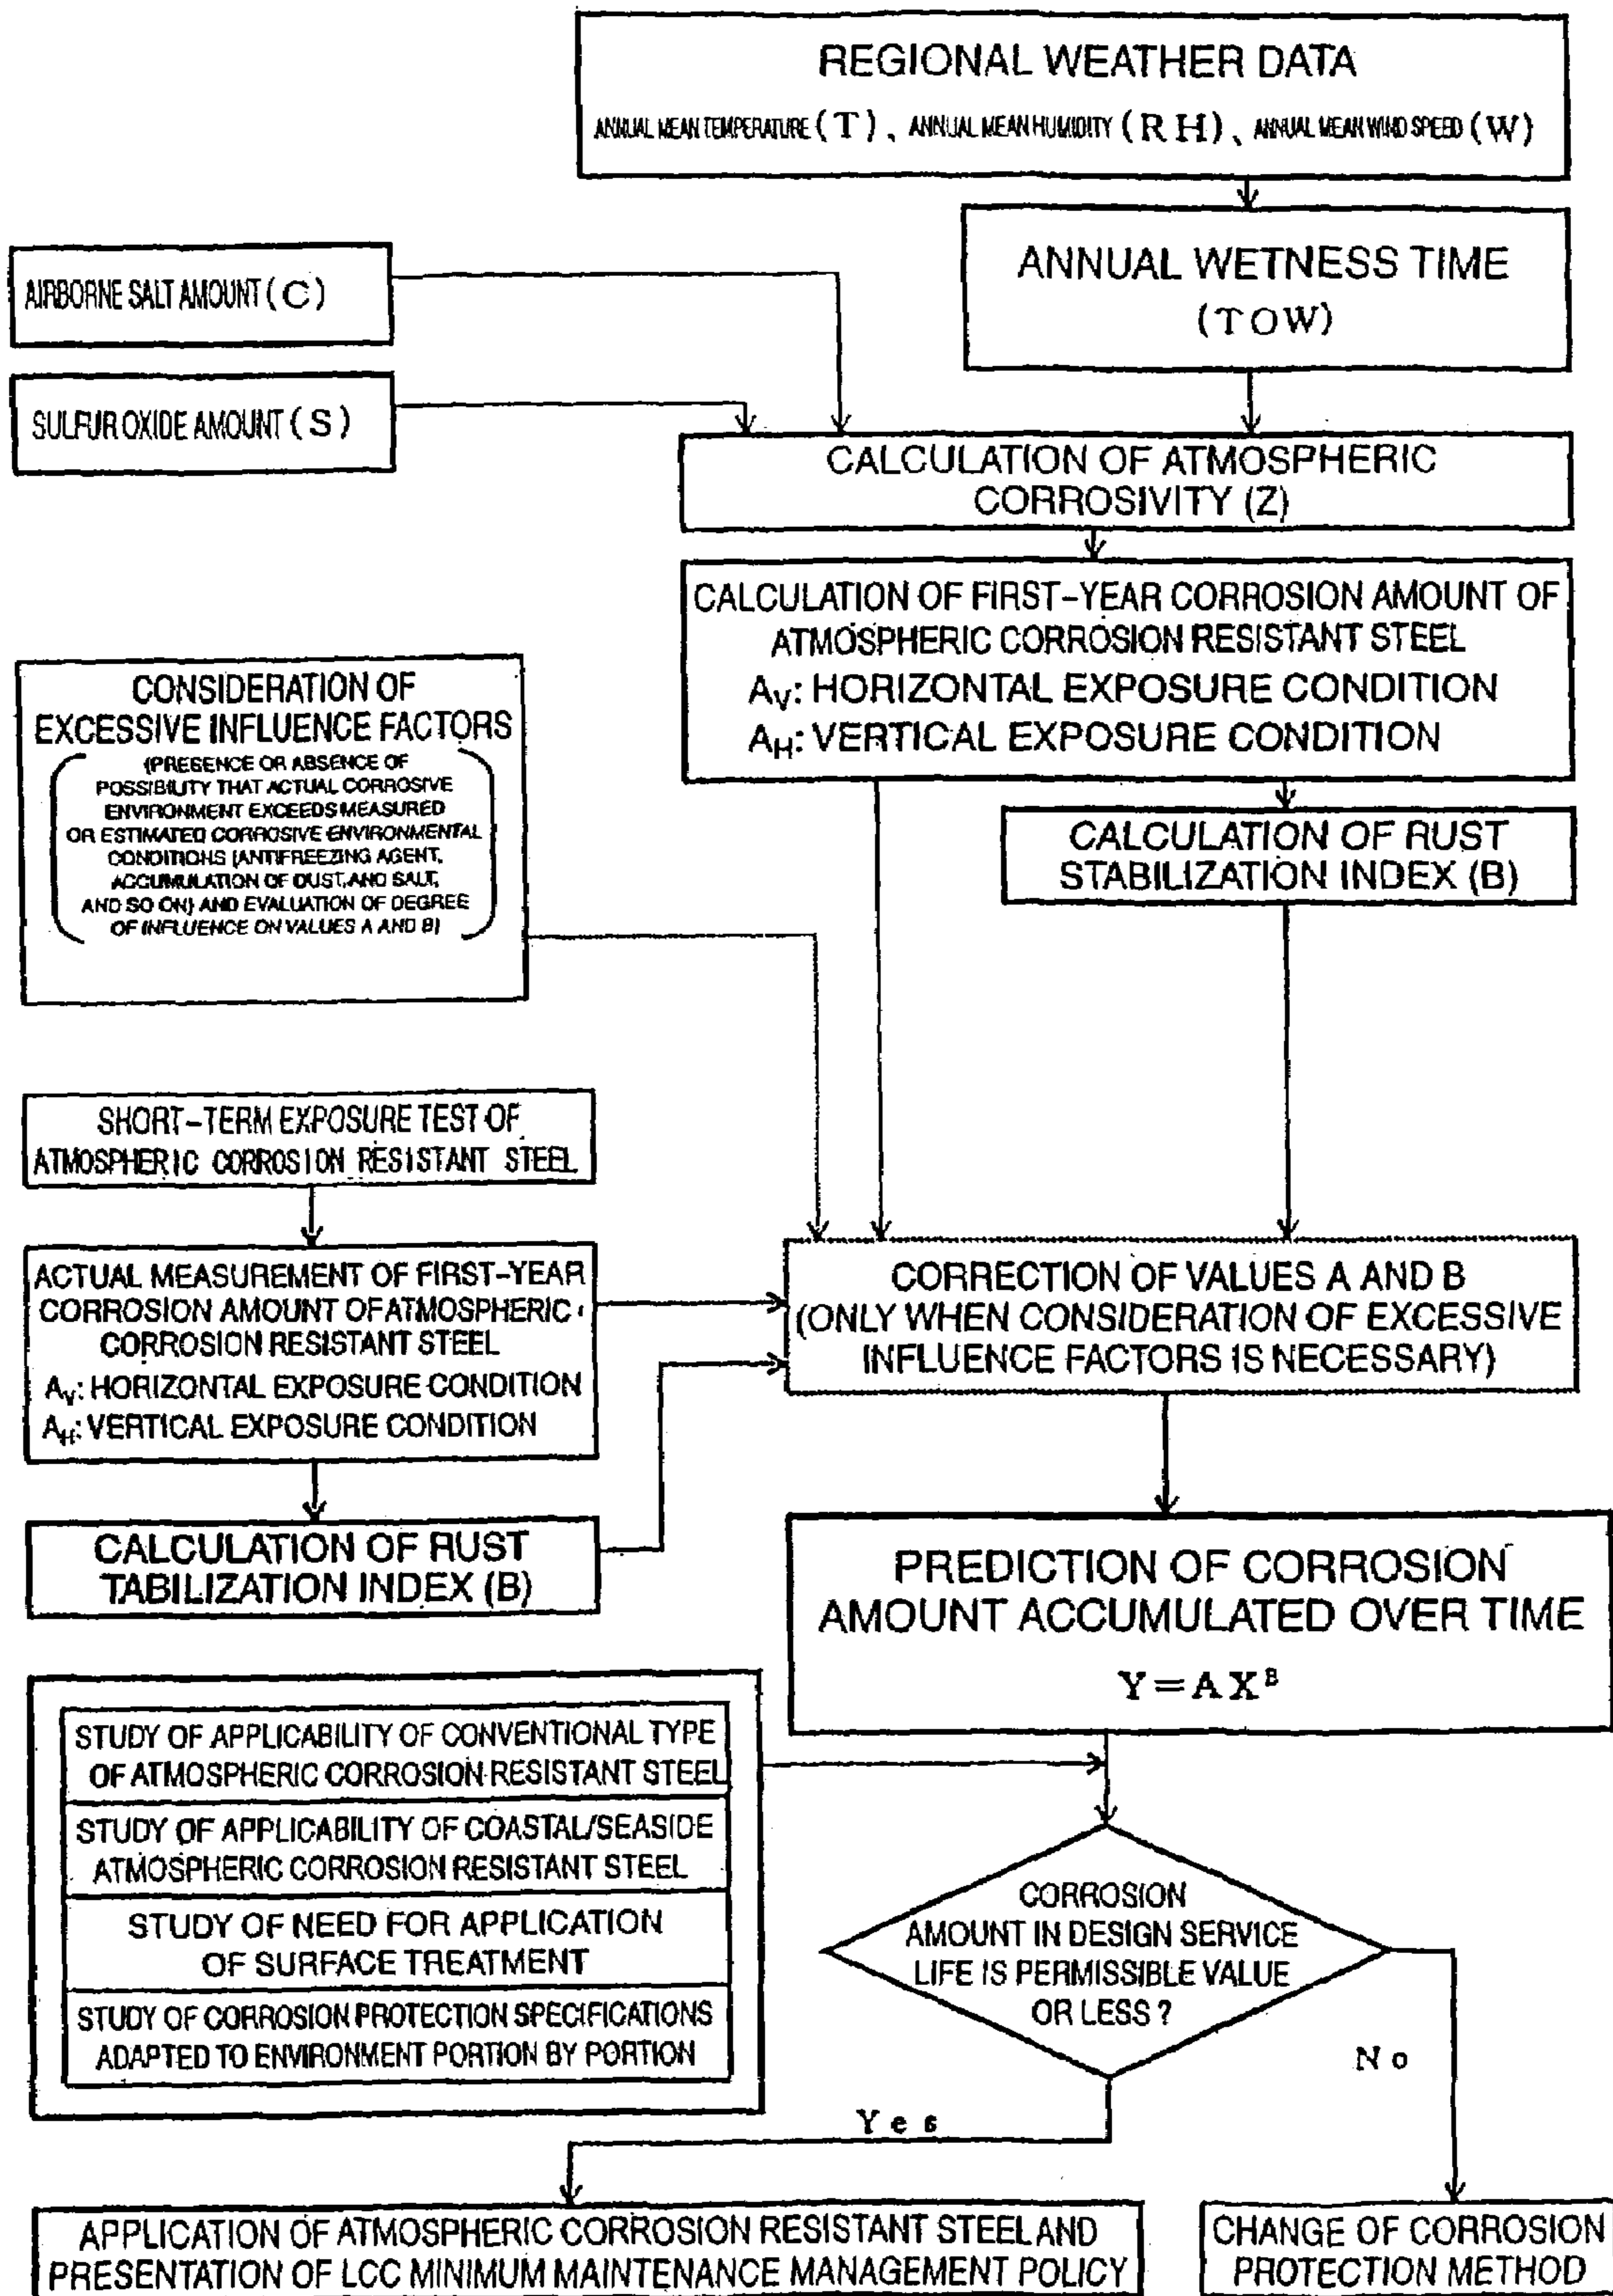 REGIONAL WEATHER DATA
ANNUAL MEAN TEMPERATURE (T), ANNUAL MEAN HUMIDITY (RH), ANNUAL MEAN WIND SPEED (W)
ANNUAL WETNESS TIME
(TOW)
AIRBORNE SALT AMOUNT (C)
SULFUR OXIDE AMOUNT (S)
CALCULATION OF ATMOSPHERIC
CORROSIVITY (Z)
CALCULATION OF FIRST-YEAR CORROSION AMOUNT OF
ATMOSPHERIC CORROSION RESISTANT STEEL
AV: HORIZONTAL EXPOSURE CONDITION
AH: VERTICAL EXPOSURE CONDITION
CONSIDERATION OF
EXCESSIVE INFLUENCE FACTORS
(PRESENCE OR ABSENCE OF
POSSIBILITY THAT ACTUAL CORROSIVE
ENVIRONMENT EXCEEDS MEASURED
OR ESTIMATED CORROSIVE ENVIRONMENTAL
CONDITIONS (ANTIFREEZING AGENT,
ACCUMULATION OF DUST, AND SALT,
AND SO ON) AND EVALUATION OF DEGREE
OF INFLUENCE ON VALUES A AND B)
CALCULATION OF RUST
STABILIZATION INDEX (B)
SHORT-TERM EXPOSURE TEST OF
ATMOSPHERIC CORROSION RESISTANT STEEL
ACTUAL MEASUREMENT OF FIRST-YEAR
CORROSION AMOUNT OF ATMOSPHERIC
CORROSION RESISTANT STEEL
AV: HORIZONTAL EXPOSURE CONDITION
AH: VERTICAL EXPOSURE CONDITION
CORRECTION OF VALUES A AND B
(ONLY WHEN CONSIDERATION OF EXCESSIVE
INFLUENCE FACTORS IS NECESSARY)
CALCULATION OF RUST
TABILIZATION INDEX (B)
PREDICTION OF CORROSION
AMOUNT ACCUMULATED OVER TIME
Y=AX^B
STUDY OF APPLICABILITY OF CONVENTIONAL TYPE
OF ATMOSPHERIC CORROSION RESISTANT STEEL
STUDY OF APPLICABILITY OF COASTAL/SEASIDE
ATMOSPHERIC CORROSION RESISTANT STEEL
STUDY OF NEED FOR APPLICATION
OF SURFACE TREATMENT
STUDY OF CORROSION PROTECTION SPECIFICATIONS
ADAPTED TO ENVIRONMENT PORTION BY PORTION
CORROSION
AMOUNT IN DESIGN SERVICE
LIFE IS PERMISSIBLE VALUE
OR LESS ?
No
Yes
APPLICATION OF ATMOSPHERIC CORROSION RESISTANT STEEL AND
PRESENTATION OF LCC MINIMUM MAINTENANCE MANAGEMENT POLICY
CHANGE OF CORROSION
PROTECTION METHOD